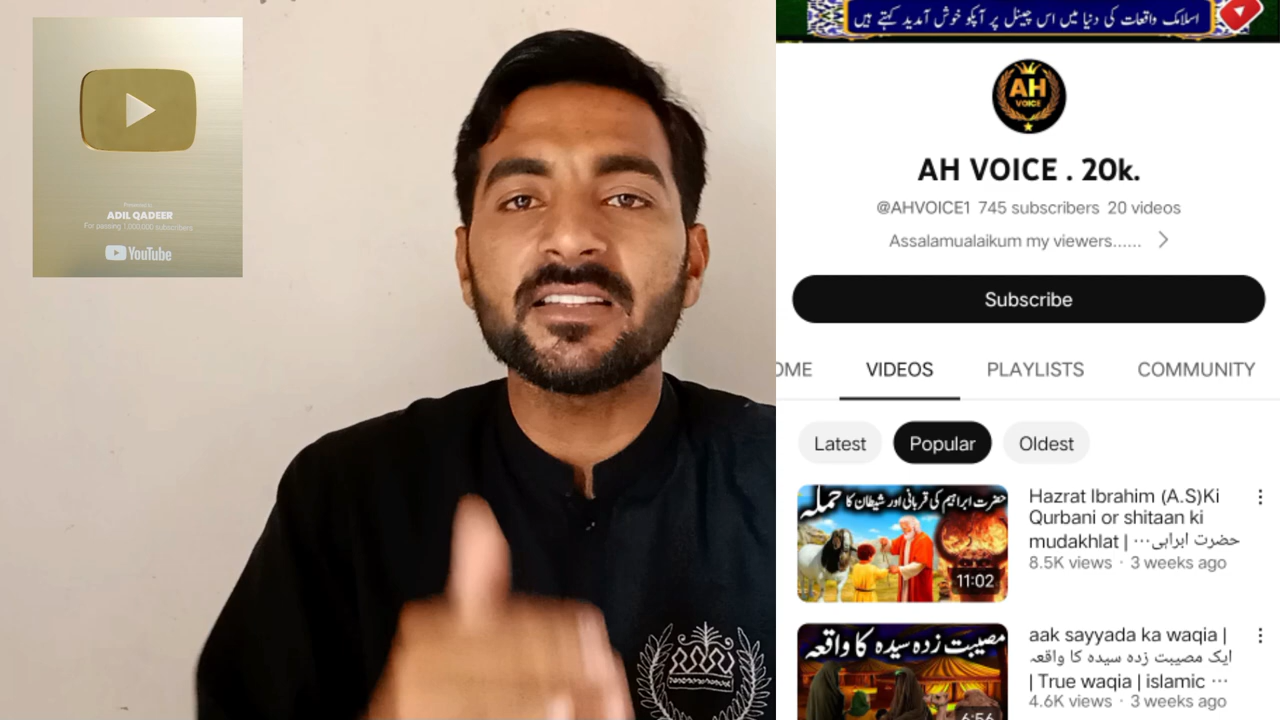 Presented to
ADIL QADEER
For passing 1,000,000 subscribers
YouTube
اسلامک واقعات کی دنیا میں اس چینل پر آپکو خوش آمدید کہتے ہیں
AH
VOICE
AH VOICE . 20k.
@AHVOICE1 745 subscribers 20 videos
Assalamualaikum my viewers......
Subscribe
OME
VIDEOS
PLAYLISTS
COMMUNITY
Latest
Popular
Oldest
حضرت ابراہیم کی قربانی اور شیطان کا حملہ
11:02
Hazrat Ibrahim (A.S)Ki
Qurbani or shitaan ki
mudakhlat | حضرت ابراہی...
8.5K views · 3 weeks ago
مصیبت زدہ سیدہ کا واقعہ
6:56
aak sayyada ka waqia |
ایک مصیبت زدہ سیدہ کا واقعہ
| True waqia | islamic ...
4.6K views · 3 weeks ago